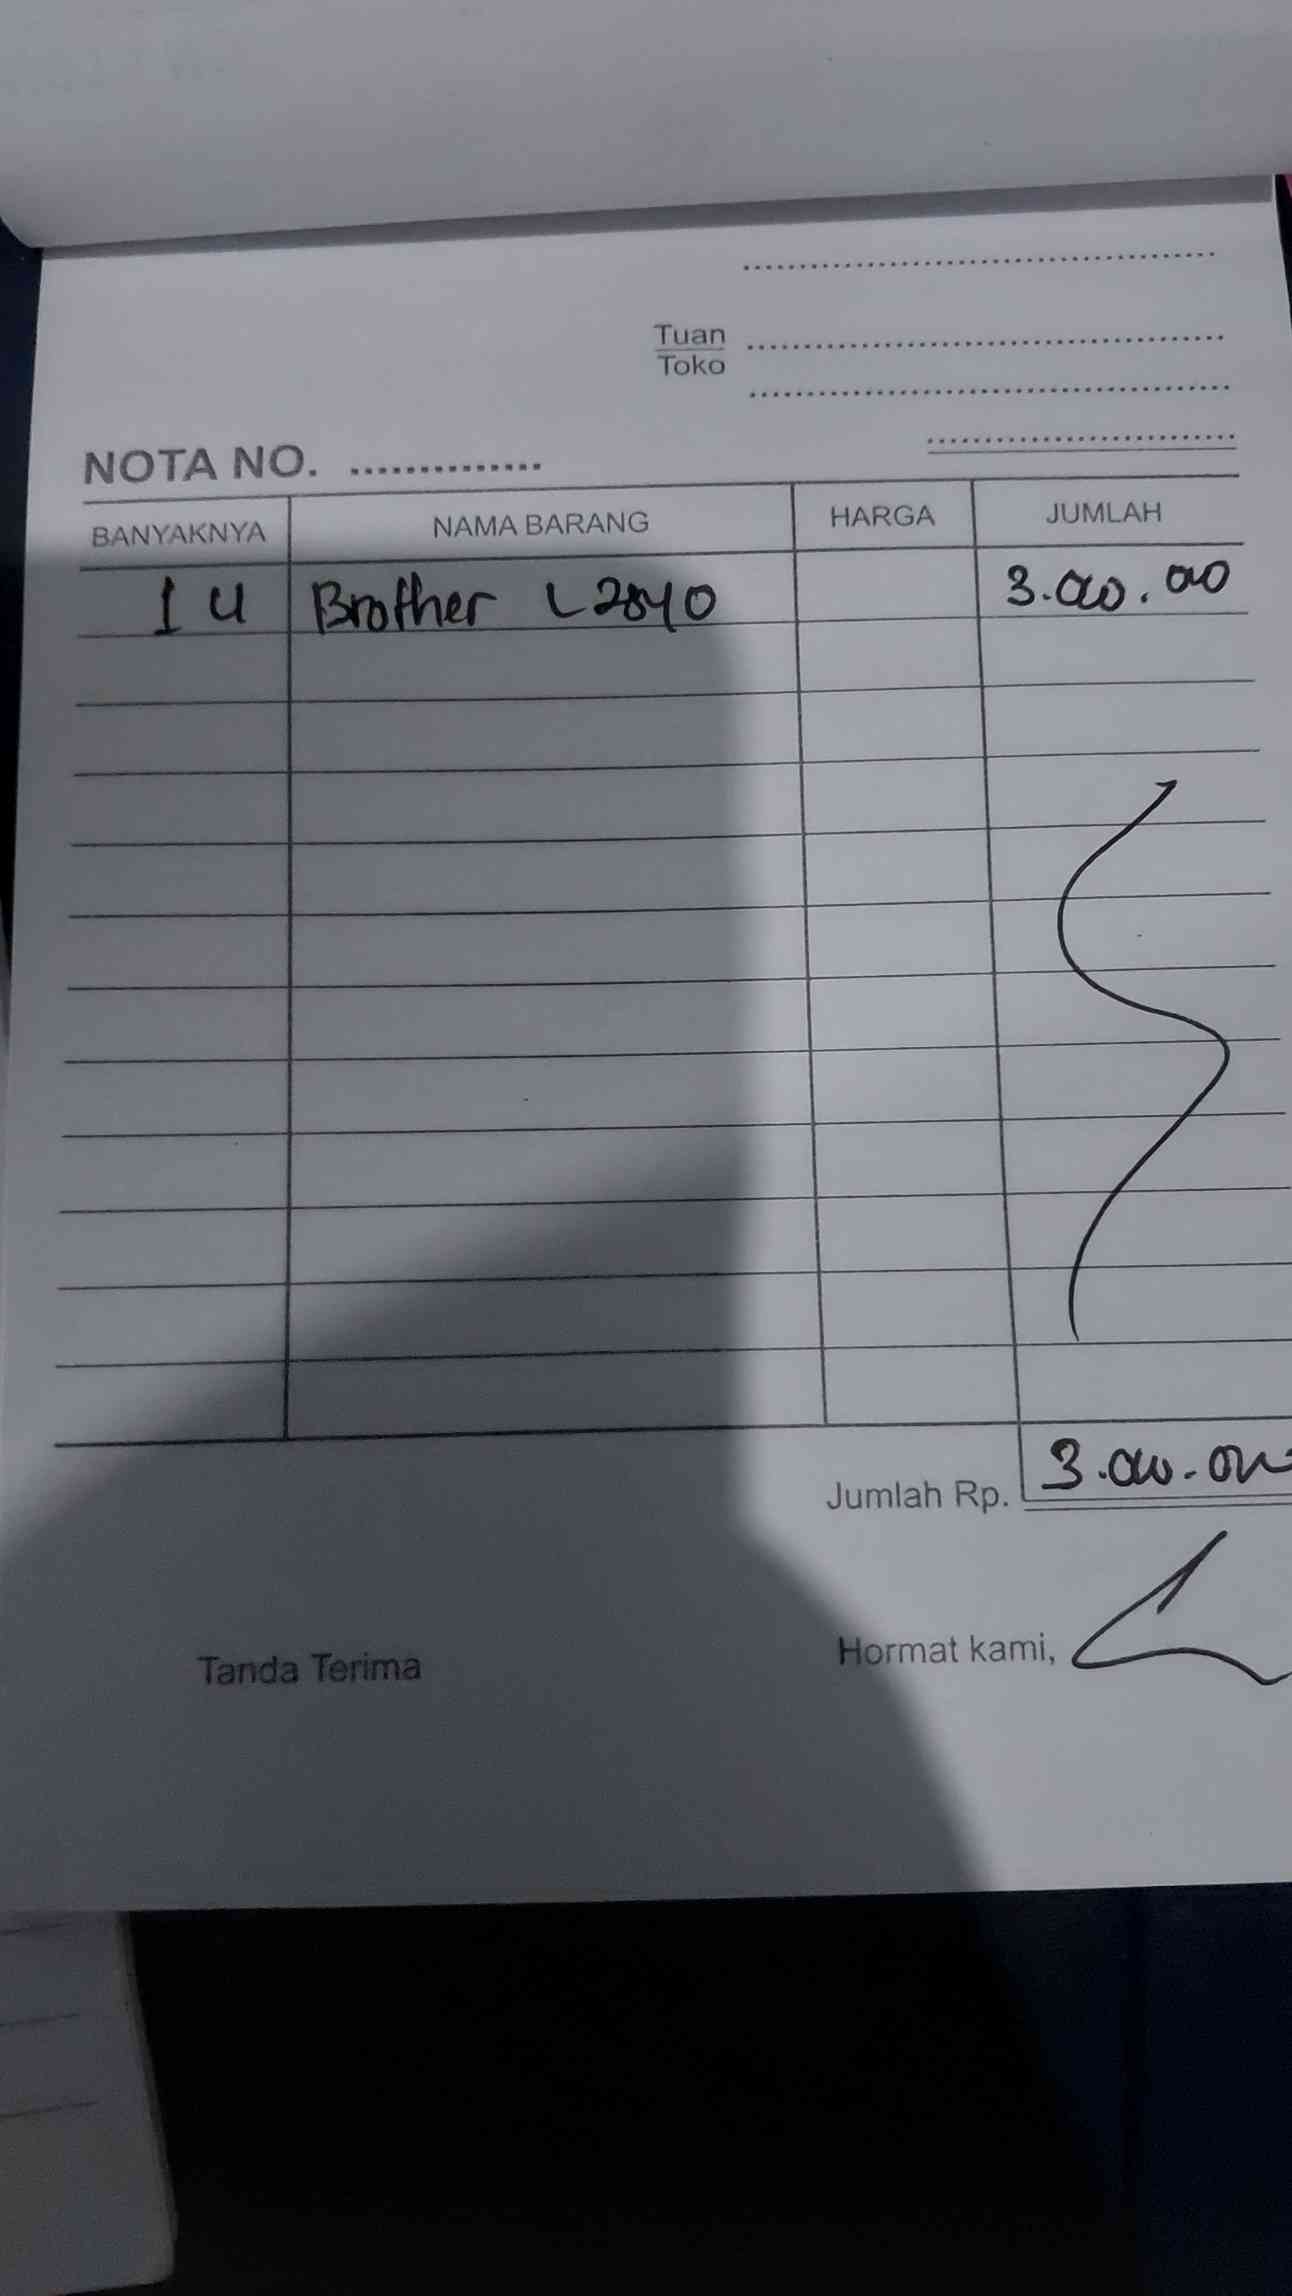 Tuan
Toko
NOTA NO.
BANYAKNYA NAMA BARANG HARGA JUMLAH
1 U Brother L2840 3.000.000
Jumlah Rp. 3.000.000
Tanda Terima Hormat kami,